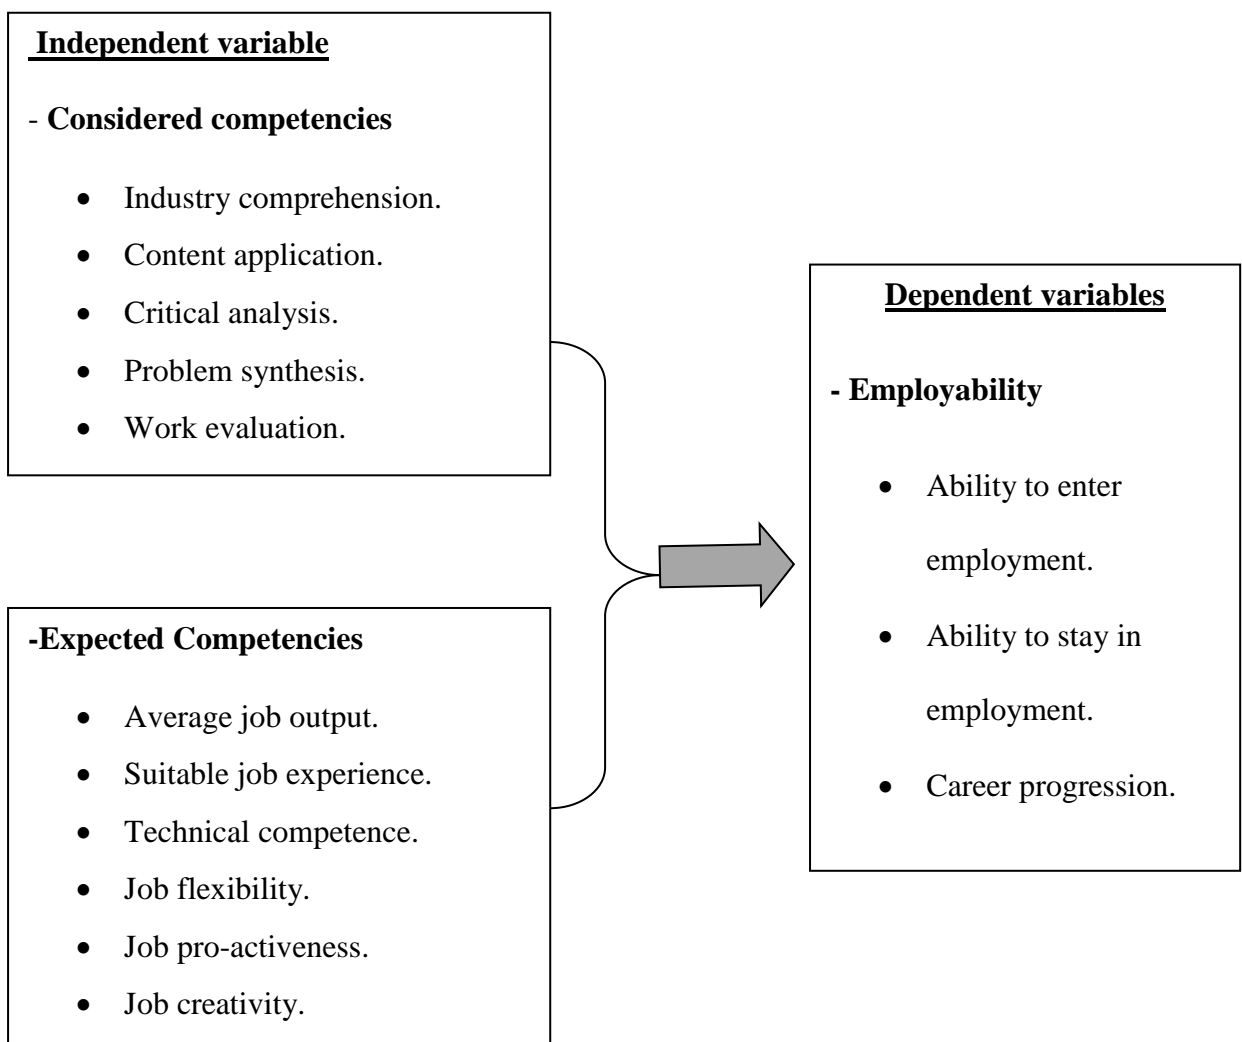 Independent variable
- Considered competencies
• Industry comprehension.
• Content application.
• Critical analysis.
• Problem synthesis.
• Work evaluation.
-Expected Competencies
• Average job output.
• Suitable job experience.
• Technical competence.
• Job flexibility.
• Job pro-activeness.
• Job creativity.
Dependent variables
- Employability
• Ability to enter
employment.
• Ability to stay in
employment.
• Career progression.